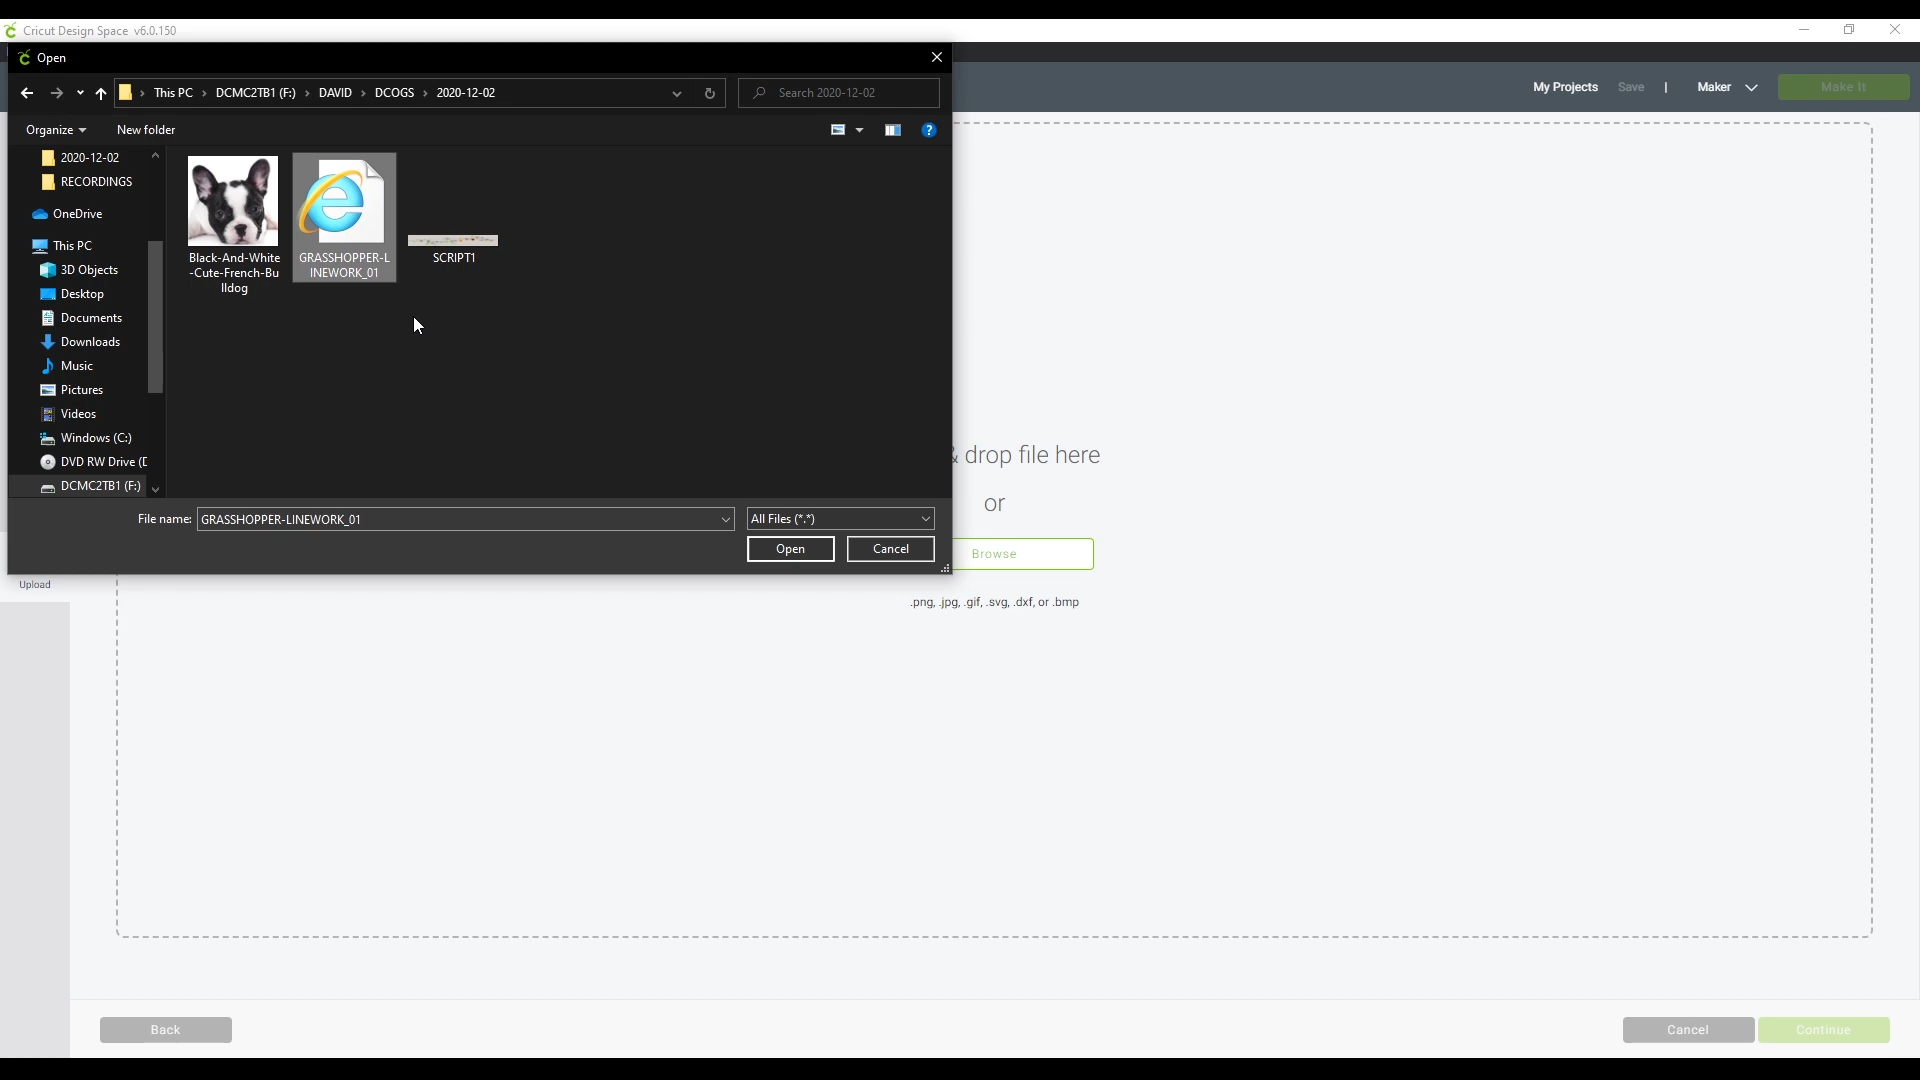 Cricut Design Space v6.0.150
Open
This PC > DCMC2TB1 (F:) > DAVID > DCOGS > 2020-12-02
Search 2020-12-02
My Projects Save | Maker Make It
Organize New folder
2020-12-02
RECORDINGS
OneDrive
This PC
3D Objects
Desktop
Documents
Downloads
Music
Pictures
Videos
Windows (C:)
DVD RW Drive (D
DCMC2TB1 (F:)
Black-And-White
-Cute-French-Bu
lldog
GRASSHOPPER-L
INEWORK_01
SCRIPT1
File name: GRASSHOPPER-LINEWORK_01 All Files (*.*)
Open Cancel
& drop file here
or
Browse
.png, .jpg, .gif, .svg, .dxf, or .bmp
Upload
Back Cancel Continue